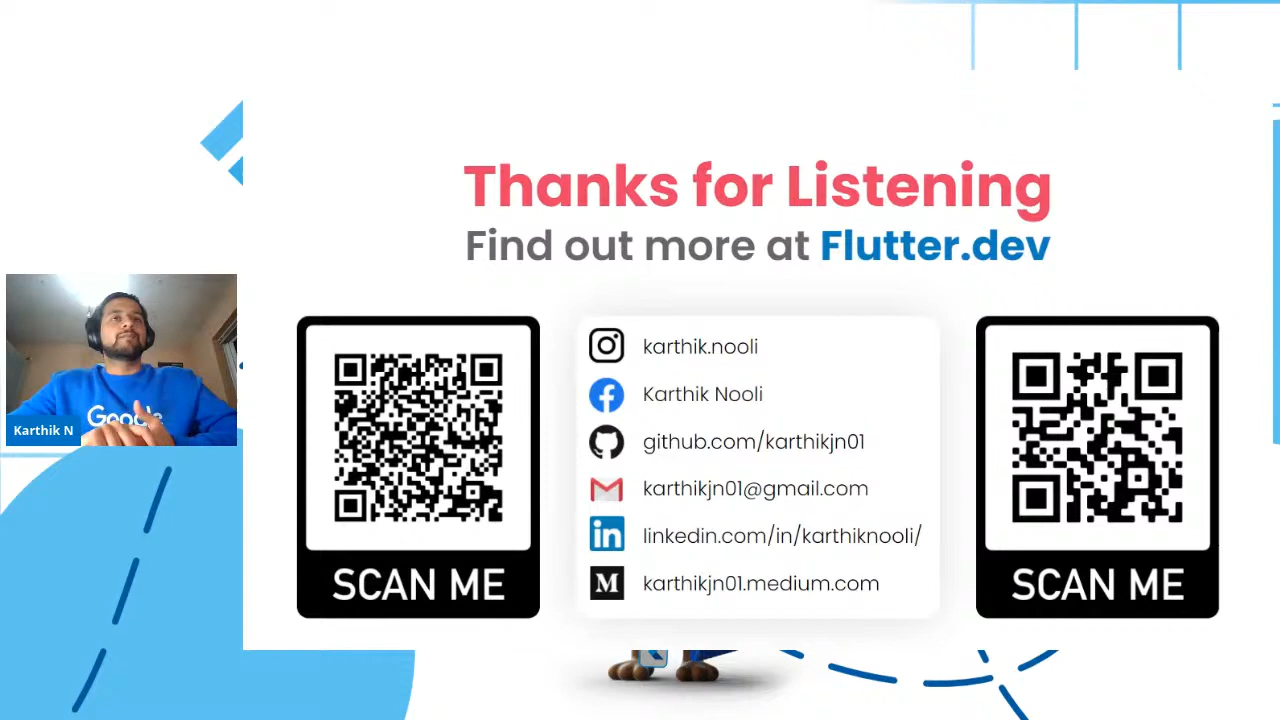 Thanks for Listening
Find out more at Flutter.dev
karthik.nooli
Karthik Nooli
github.com/karthikjn01
karthikjn01@gmail.com
linkedin.com/in/karthiknooli/
karthikjn01.medium.com
SCAN ME
SCAN ME
Google
Karthik N